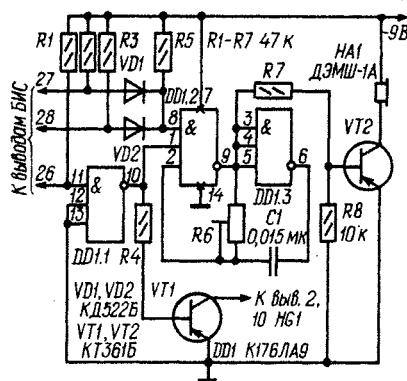 R1
R3
VD1
R5
R1-R7 47 К
-9В
НА1
ДЭМШ-1А
27
DD1.2
7
R7
VT2
28
8
&
1
2
VD2
9
3
4
5
&
6
К выводам БИС
26
11
12
13
&
10
14
DD1.3
R6
C1
0,015 МК
R8
10 к
DD1.1
R4
VD1, VD2
КД522Б
VT1
VT1, VT2
КТ361Б
К выв. 2,
10 HG1
DD1 К176ЛА9